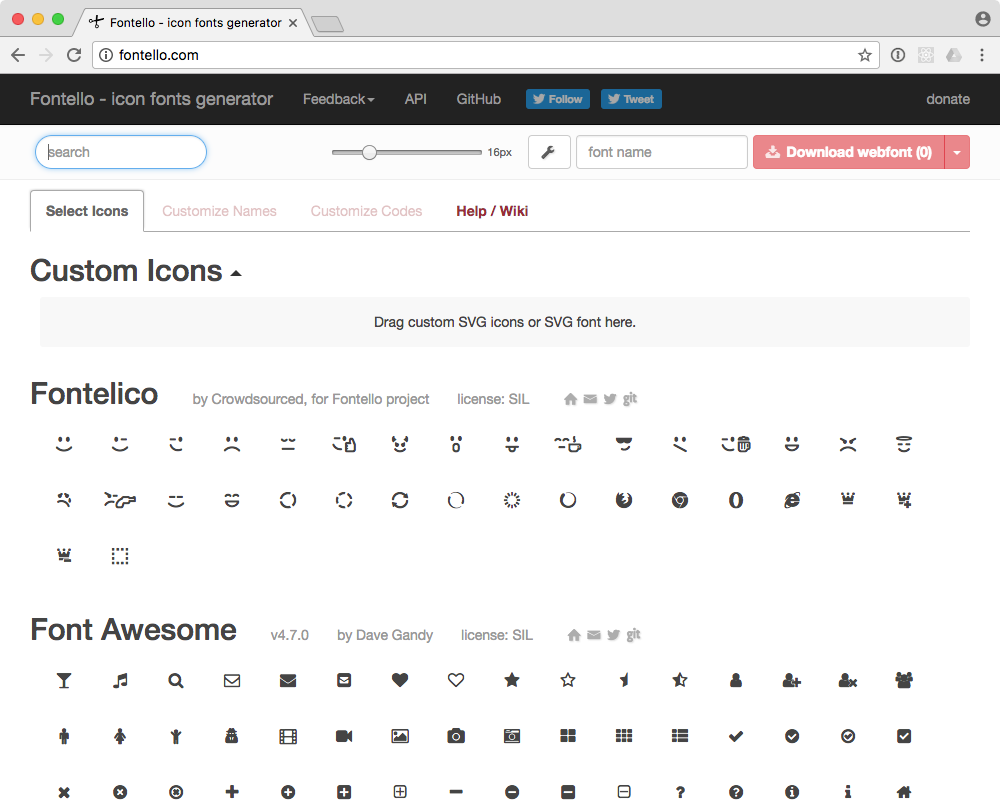 Fontello - icon fonts generator
fontello.com
Fontello - icon fonts generator Feedback API GitHub Follow Tweet donate
search 16px font name Download webfont (0)
Select Icons Customize Names Customize Codes Help / Wiki
Custom Icons
Drag custom SVG icons or SVG font here.
Fontelico by Crowdsourced, for Fontello project license: SIL git
Font Awesome v4.7.0 by Dave Gandy license: SIL git